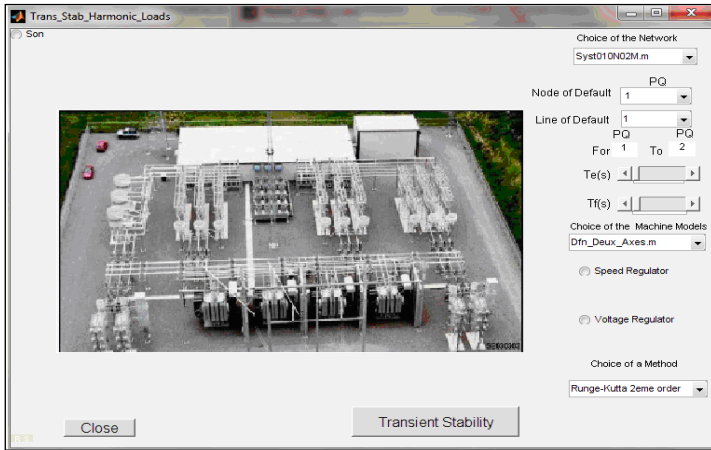 Trans_Stab_Harmonic_Loads
Son
Choice of the Network
Syst010N02M.m
PQ
Node of Default 1
Line of Default 1
PQ PQ
For 1 To 2
Te(s)
Tf(s)
Choice of the Machine Models
Dfn_Deux_Axes.m
Speed Regulator
Voltage Regulator
Choice of a Method
Runge-Kutta 2eme order
Close
Transient Stability